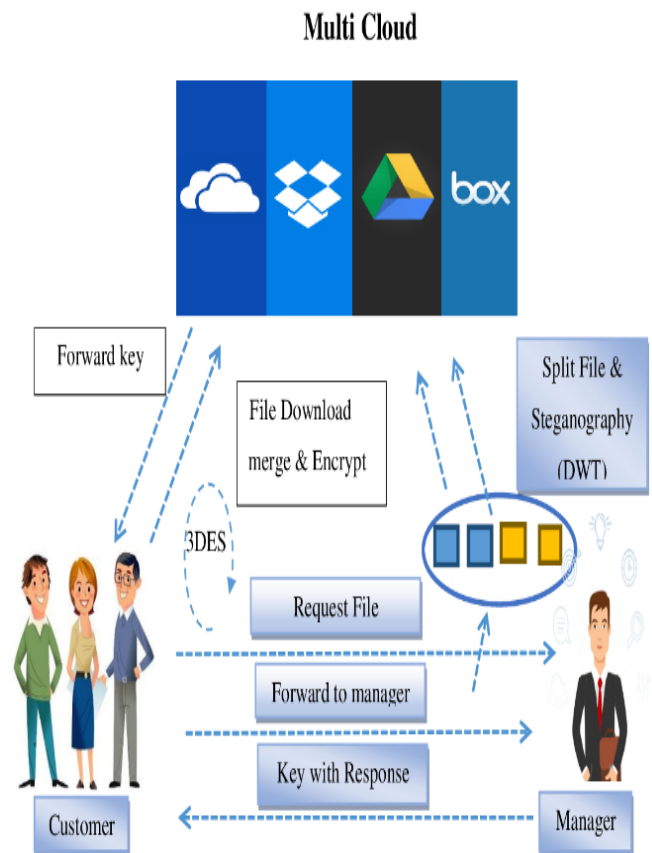 Multi Cloud
box
Forward key
File Download
merge & Encrypt
Split File &
Steganography
(DWT)
3DES
Request File
Forward to manager
Key with Response
Customer
Manager